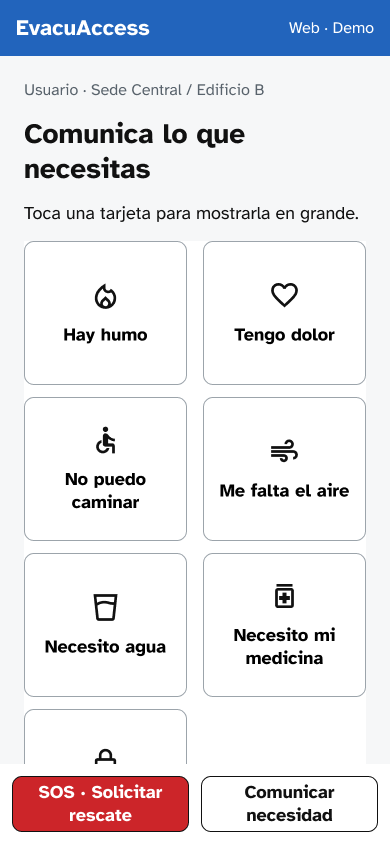 EvacuAccess
Web · Demo
Usuario · Sede Central / Edificio B
Comunica lo que
necesitas
Toca una tarjeta para mostrarla en grande.
Hay humo
Tengo dolor
No puedo
caminar
Me falta el aire
Necesito agua
Necesito mi
medicina
SOS · Solicitar
rescate
Comunicar
necesidad